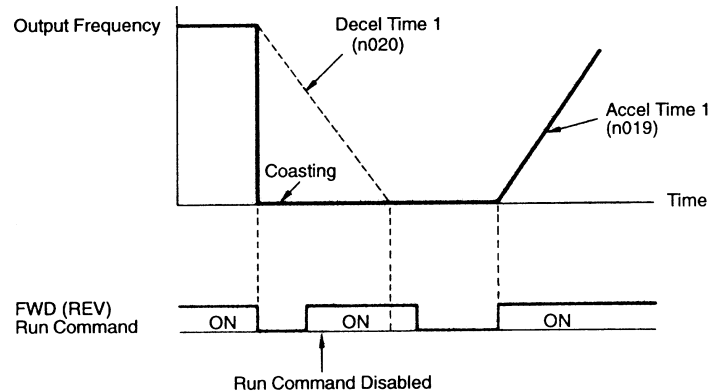 Output Frequency
Decel Time 1
(n020)
Accel Time 1
(n019)
Coasting
Time
FWD (REV)
Run Command
ON
ON
ON
Run Command Disabled